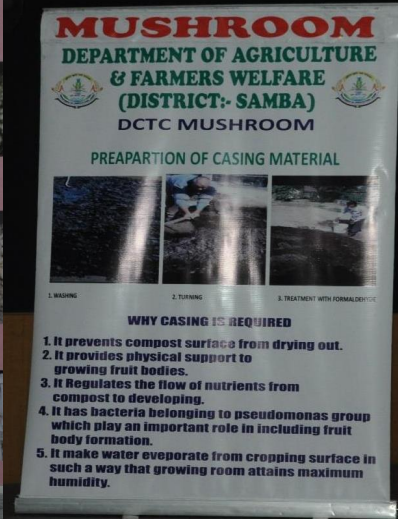 MUSHROOM
DEPARTMENT OF AGRICULTURE
& FARMERS WELFARE
(DISTRICT:- SAMBA)
DCTC MUSHROOM
PREAPARTION OF CASING MATERIAL
1. WASHING
2. TURNING
3. TREATMENT WITH FORMALDEHYDE
WHY CASING IS REQUIRED
1. It prevents compost surface from drying out.
2. It provides physical support to
growing fruit bodies.
3. It Regulates the flow of nutrients from
compost to developing.
4. It has bacteria belonging to pseudomonas group
which play an important role in including fruit
body formation.
5. It make water eveporate from cropping surface in
such a way that growing room attains maximum
humidity.